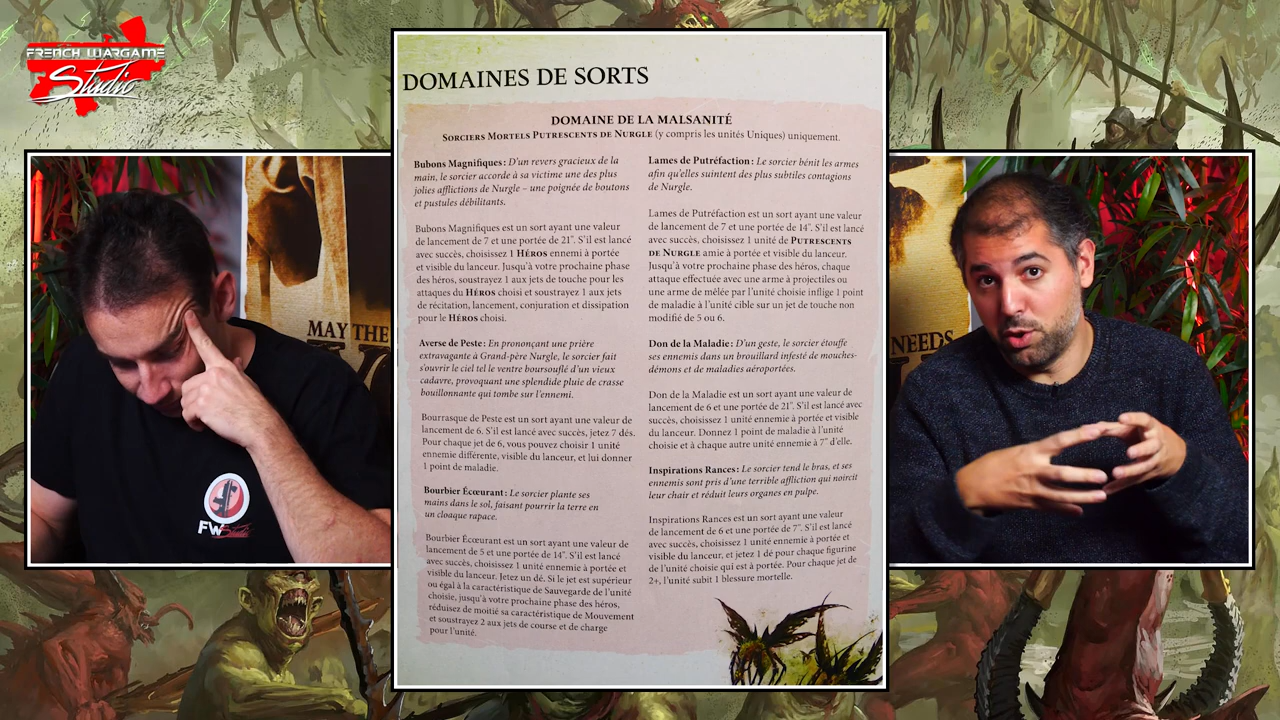 FRENCH WARGAME
Studio
DOMAINES DE SORTS
DOMAINE DE LA MALSANITÉ
SORCIERS MORTELS PUTRESCENTS DE NURGLE (y compris les unités Uniques) uniquement.
Bubons Magnifiques : D'un revers gracieux de la
main, le sorcier accorde à sa victime une des plus
jolies afflictions de Nurgle – une poignée de boutons
et pustules débilitants.
Bubons Magnifiques est un sort ayant une valeur
de lancement de 7 et une portée de 21". S'il est lancé
avec succès, choisissez 1 HÉROS ennemi à portée
et visible du lanceur. Jusqu'à votre prochaine phase
des héros, soustrayez 1 aux jets de touche pour les
attaques du HÉROS choisi et soustrayez 1 aux jets
de récitation, lancement, conjuration et dissipation
pour le HÉROS choisi.
Averse de Peste : En prononçant une prière
extravagante à Grand-père Nurgle, le sorcier fait
s'ouvrir le ciel tel le ventre boursouflé d'un vieux
cadavre, provoquant une splendide pluie de crasse
bouillonnante qui tombe sur l'ennemi.
Bourrasque de Peste est un sort ayant une valeur de
lancement de 6. S'il est lancé avec succès, jetez 7 dés.
Pour chaque jet de 6, vous pouvez choisir 1 unité
ennemie différente, visible du lanceur, et lui donner
1 point de maladie.
Bourbier Écœurant : Le sorcier plante ses
mains dans le sol, faisant pourrir la terre en
un cloaque rapace.
Bourbier Écœurant est un sort ayant une valeur de
lancement de 5 et une portée de 14". S'il est lancé
avec succès, choisissez 1 unité ennemie à portée et
visible du lanceur. Jetez un dé. Si le jet est supérieur
ou égal à la caractéristique de Sauvegarde de l'unité
choisie, jusqu'à votre prochaine phase des héros,
réduisez de moitié sa caractéristique de Mouvement
et soustrayez 2 aux jets de course et de charge
pour l'unité.
Lames de Putréfaction : Le sorcier bénit les armes
afin qu'elles suintent des plus subtiles contagions
de Nurgle.
Lames de Putréfaction est un sort ayant une valeur
de lancement de 7 et une portée de 14". S'il est lancé
avec succès, choisissez 1 unité de PUTRESCENTS
DE NURGLE amie à portée et visible du lanceur.
Jusqu'à votre prochaine phase des héros, chaque
attaque effectuée avec une arme à projectiles ou
une arme de mêlée par l'unité choisie inflige 1 point
de maladie à l'unité cible sur un jet de touche non
modifié de 5 ou 6.
Don de la Maladie : D'un geste, le sorcier étouffe
ses ennemis dans un brouillard infesté de mouches-
démons et de maladies aéroportées.
Don de la Maladie est un sort ayant une valeur de
lancement de 6 et une portée de 21". S'il est lancé avec
succès, choisissez 1 unité ennemie à portée et visible
du lanceur. Donnez 1 point de maladie à l'unité
choisie et à chaque autre unité ennemie à 7" d'elle.
Inspirations Rances : Le sorcier tend le bras, et ses
ennemis sont pris d'une terrible affliction qui noircit
leur chair et réduit leurs organes en pulpe.
Inspirations Rances est un sort ayant une valeur
de lancement de 6 et une portée de 7". S'il est lancé
avec succès, choisissez 1 unité ennemie à portée et
visible du lanceur, et jetez 1 dé pour chaque figurine
de l'unité choisie qui est à portée. Pour chaque jet de
2+, l'unité subit 1 blessure mortelle.
MAY THE
FW Studio
NEEDS